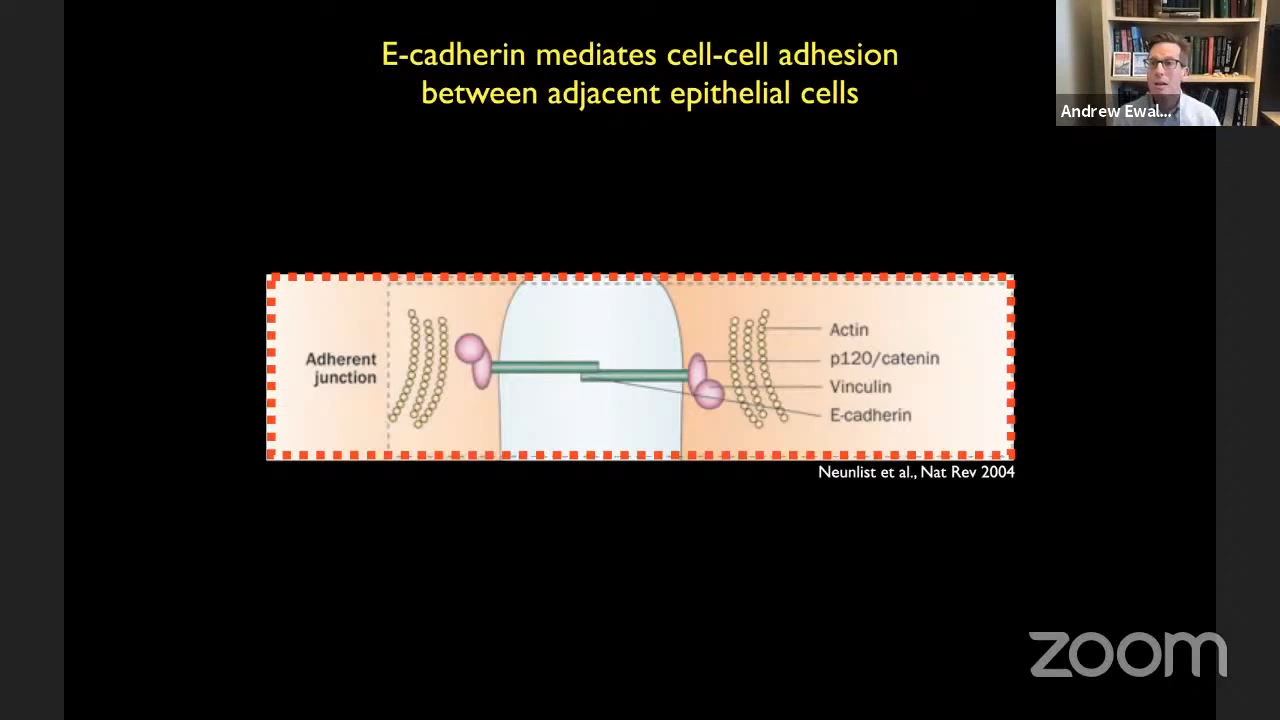 E-cadherin mediates cell-cell adhesion
between adjacent epithelial cells
Andrew Ewal...
Adherent
junction
Actin
p120/catenin
Vinculin
E-cadherin
Neunlist et al., Nat Rev 2004
zoom